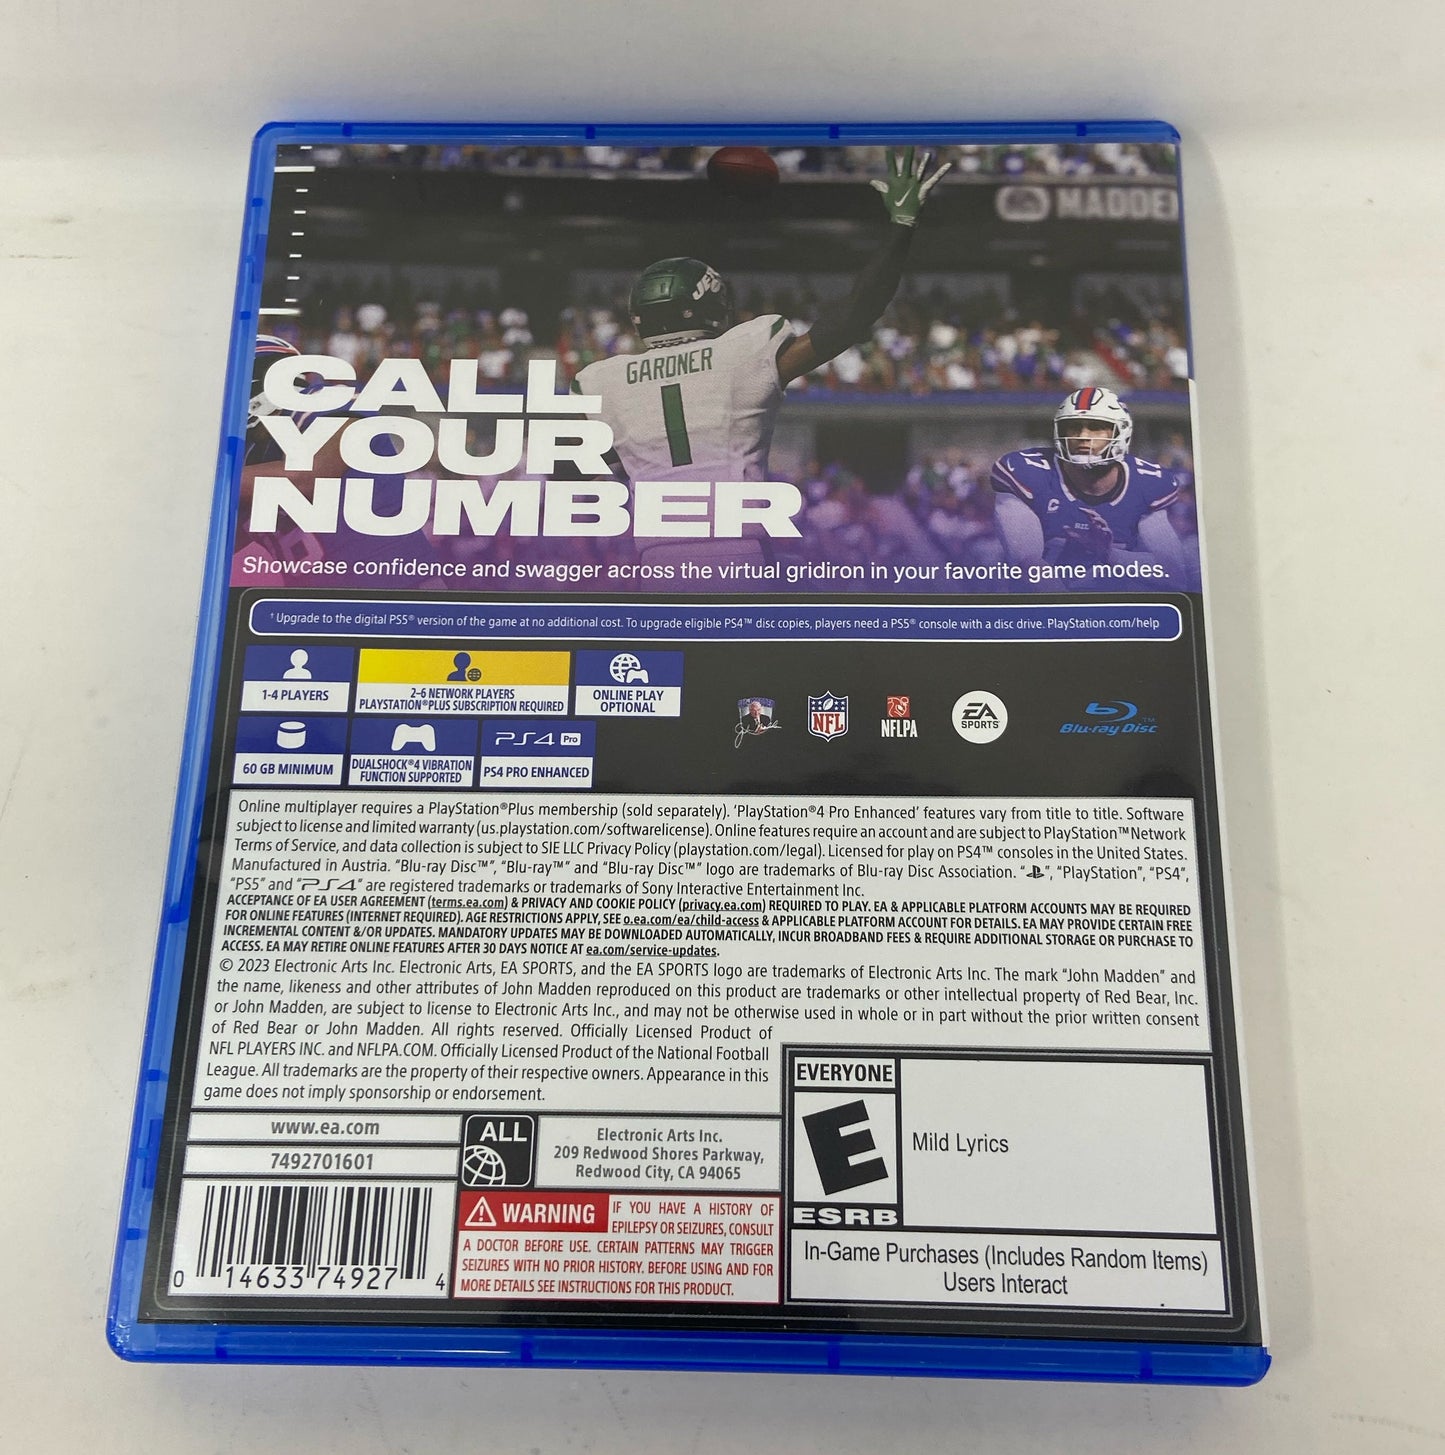 MADDE
JETS
GARDNER
1
17
17
C
CALL
YOUR
NUMBER
Showcase confidence and swagger across the virtual gridiron in your favorite game modes.
† Upgrade to the digital PS5® version of the game at no additional cost. To upgrade eligible PS4™ disc copies, players need a PS5® console with a disc drive. PlayStation.com/help
1-4 PLAYERS
2-6 NETWORK PLAYERS
PLAYSTATION®PLUS SUBSCRIPTION REQUIRED
ONLINE PLAY
OPTIONAL
60 GB MINIMUM
DUALSHOCK®4 VIBRATION
FUNCTION SUPPORTED
PS4 Pro
PS4 PRO ENHANCED
NFL
NFLPA
EA
SPORTS
Blu-ray Disc™
Online multiplayer requires a PlayStation®Plus membership (sold separately). 'PlayStation®4 Pro Enhanced' features vary from title to title. Software
subject to license and limited warranty (us.playstation.com/softwarelicense). Online features require an account and are subject to PlayStation™Network
Terms of Service, and data collection is subject to SIE LLC Privacy Policy (playstation.com/legal). Licensed for play on PS4™ consoles in the United States.
Manufactured in Austria. "Blu-ray Disc™", "Blu-ray™" and "Blu-ray Disc™" logo are trademarks of Blu-ray Disc Association. "PS", "PlayStation", "PS4",
"PS5" and "PS4" are registered trademarks or trademarks of Sony Interactive Entertainment Inc.
ACCEPTANCE OF EA USER AGREEMENT (terms.ea.com) & PRIVACY AND COOKIE POLICY (privacy.ea.com) REQUIRED TO PLAY. EA & APPLICABLE PLATFORM ACCOUNTS MAY BE REQUIRED
FOR ONLINE FEATURES (INTERNET REQUIRED). AGE RESTRICTIONS APPLY, SEE o.ea.com/ea/child-access & APPLICABLE PLATFORM ACCOUNT FOR DETAILS. EA MAY PROVIDE CERTAIN FREE
INCREMENTAL CONTENT &/OR UPDATES. MANDATORY UPDATES MAY BE DOWNLOADED AUTOMATICALLY, INCUR BROADBAND FEES & REQUIRE ADDITIONAL STORAGE OR PURCHASE TO
ACCESS. EA MAY RETIRE ONLINE FEATURES AFTER 30 DAYS NOTICE AT ea.com/service-updates.
© 2023 Electronic Arts Inc. Electronic Arts, EA SPORTS, and the EA SPORTS logo are trademarks of Electronic Arts Inc. The mark "John Madden" and
the name, likeness and other attributes of John Madden reproduced on this product are trademarks or other intellectual property of Red Bear, Inc.
or John Madden, are subject to license to Electronic Arts Inc., and may not be otherwise used in whole or in part without the prior written consent
of Red Bear or John Madden. All rights reserved. Officially Licensed Product of
NFL PLAYERS INC. and NFLPA.COM. Officially Licensed Product of the National Football
League. All trademarks are the property of their respective owners. Appearance in this
game does not imply sponsorship or endorsement.
www.ea.com
7492701601
ALL
Electronic Arts Inc.
209 Redwood Shores Parkway,
Redwood City, CA 94065
0 14633 74927 4
WARNING IF YOU HAVE A HISTORY OF
EPILEPSY OR SEIZURES, CONSULT
A DOCTOR BEFORE USE. CERTAIN PATTERNS MAY TRIGGER
SEIZURES WITH NO PRIOR HISTORY. BEFORE USING AND FOR
MORE DETAILS SEE INSTRUCTIONS FOR THIS PRODUCT.
EVERYONE
E
ESRB
Mild Lyrics
In-Game Purchases (Includes Random Items)
Users Interact